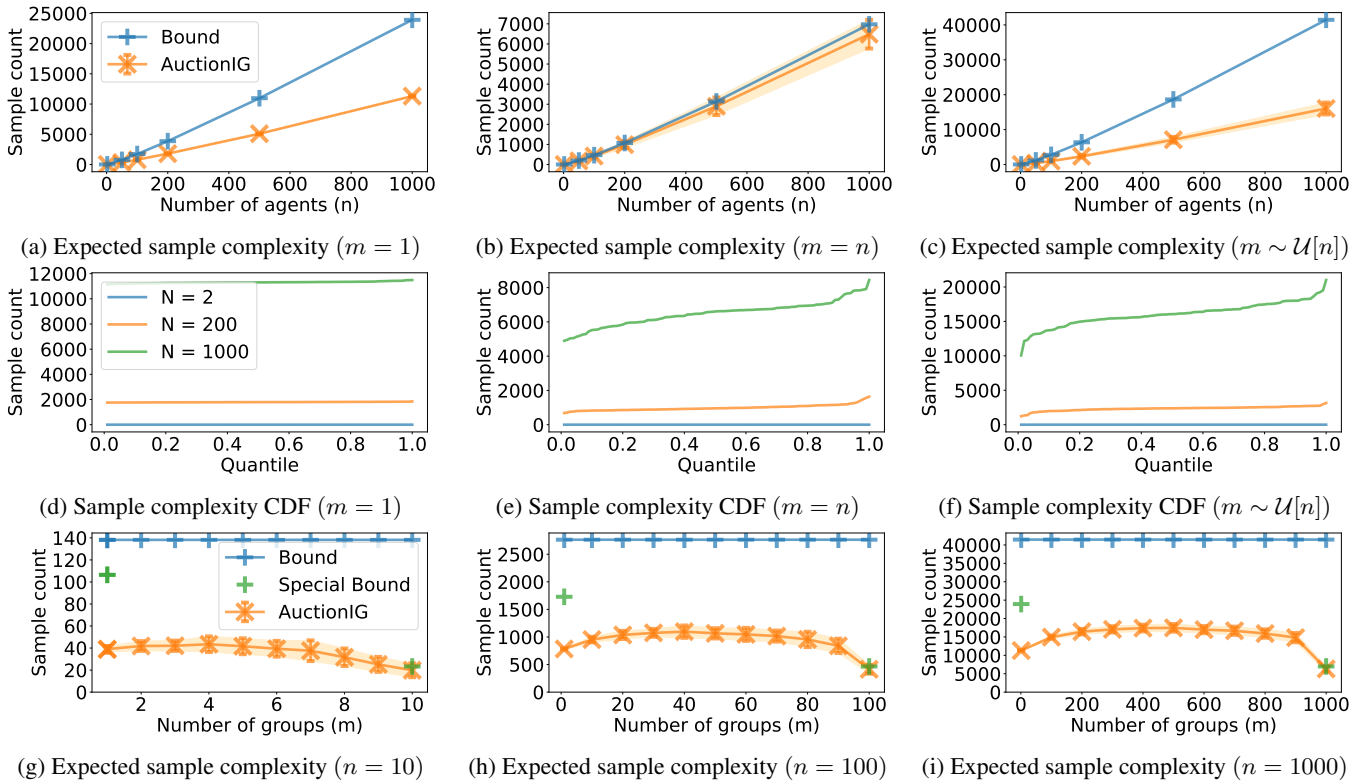 25000
20000
15000
10000
5000
0
Sample count
Bound
AuctionIG
0 200 400 600 800 1000
Number of agents (n)
7000
6000
5000
4000
3000
2000
1000
0
Sample count
0 200 400 600 800 1000
Number of agents (n)
40000
30000
20000
10000
0
Sample count
0 200 400 600 800 1000
Number of agents (n)
(a) Expected sample complexity (m = 1)
(b) Expected sample complexity (m = n)
(c) Expected sample complexity (m ∼ 𝒰[n])
12000
10000
8000
6000
4000
2000
0
Sample count
N = 2
N = 200
N = 1000
0.0 0.2 0.4 0.6 0.8 1.0
Quantile
8000
6000
4000
2000
0
Sample count
0.0 0.2 0.4 0.6 0.8 1.0
Quantile
20000
15000
10000
5000
0
Sample count
0.0 0.2 0.4 0.6 0.8 1.0
Quantile
(d) Sample complexity CDF (m = 1)
(e) Sample complexity CDF (m = n)
(f) Sample complexity CDF (m ∼ 𝒰[n])
140
120
100
80
60
40
20
0
Sample count
Bound
Special Bound
AuctionIG
2 4 6 8 10
Number of groups (m)
2500
2000
1500
1000
500
0
Sample count
0 20 40 60 80 100
Number of groups (m)
40000
35000
30000
25000
20000
15000
10000
5000
0
Sample count
0 200 400 600 800 1000
Number of groups (m)
(g) Expected sample complexity (n = 10)
(h) Expected sample complexity (n = 100)
(i) Expected sample complexity (n = 1000)